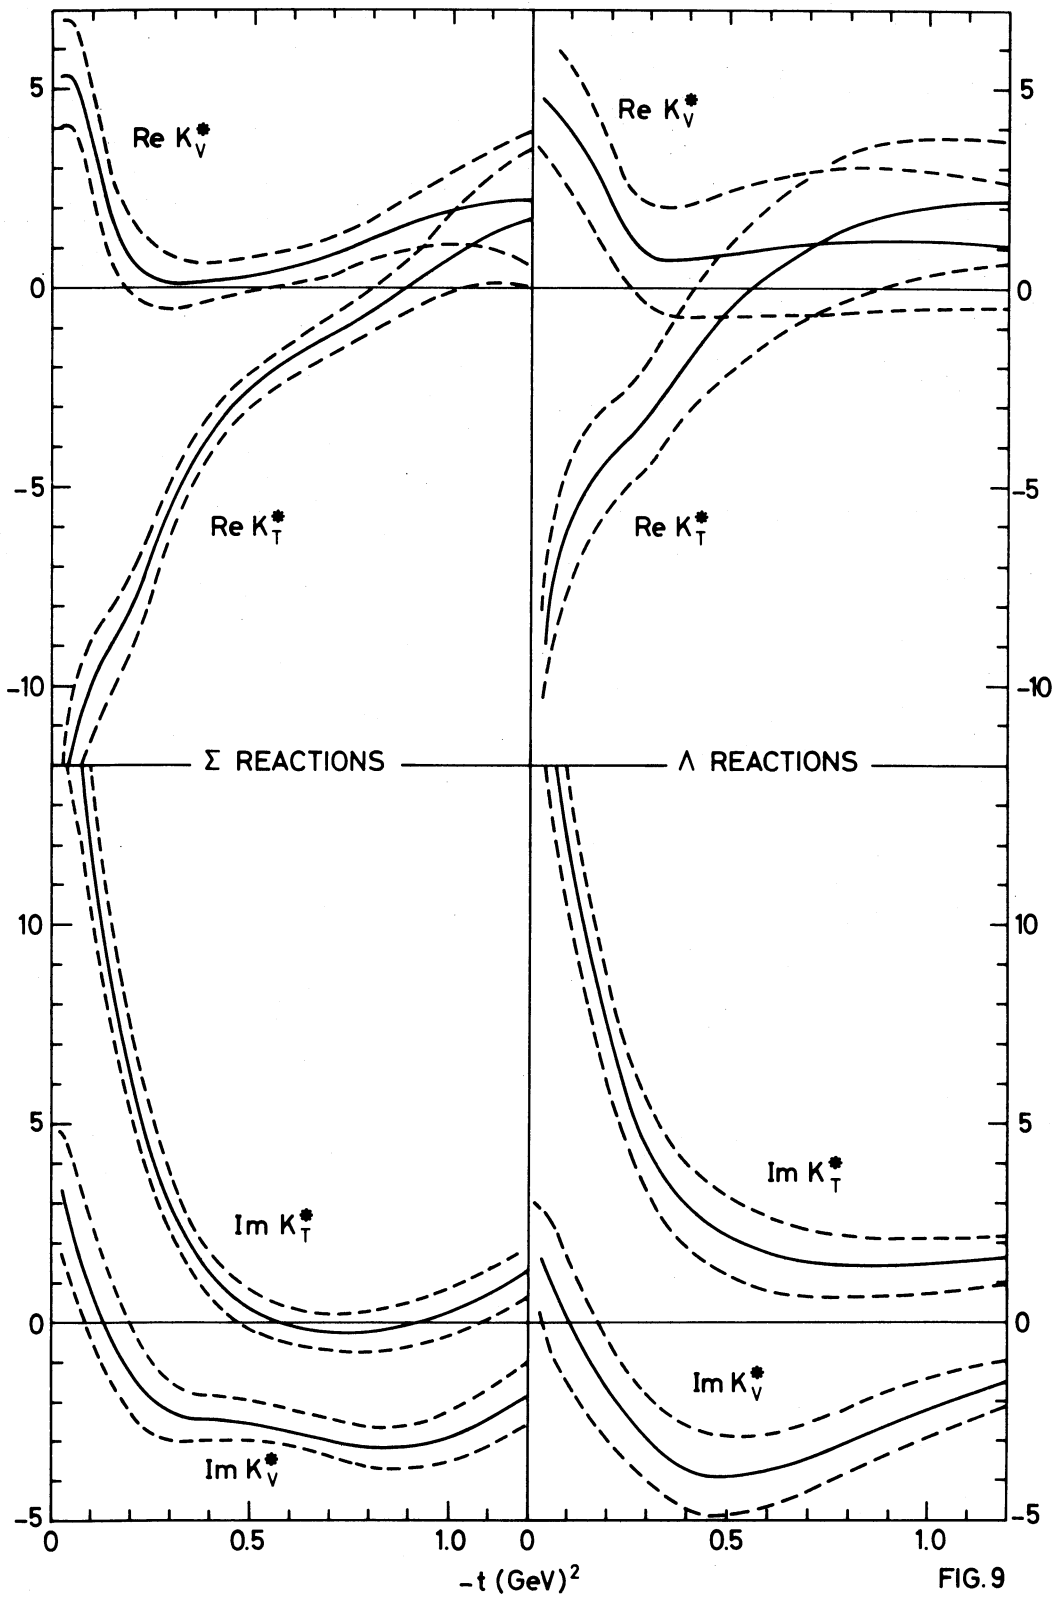 5 Re K*V Re K*V 5
0 0
-5 Re K*T Re K*T -5
-10 -10
Σ REACTIONS Λ REACTIONS
10 10
5 5
Im K*T Im K*T
0 0
Im K*V Im K*V
-5 -5
0 0.5 1.0 0 0.5 1.0
-t (GeV)²
FIG. 9